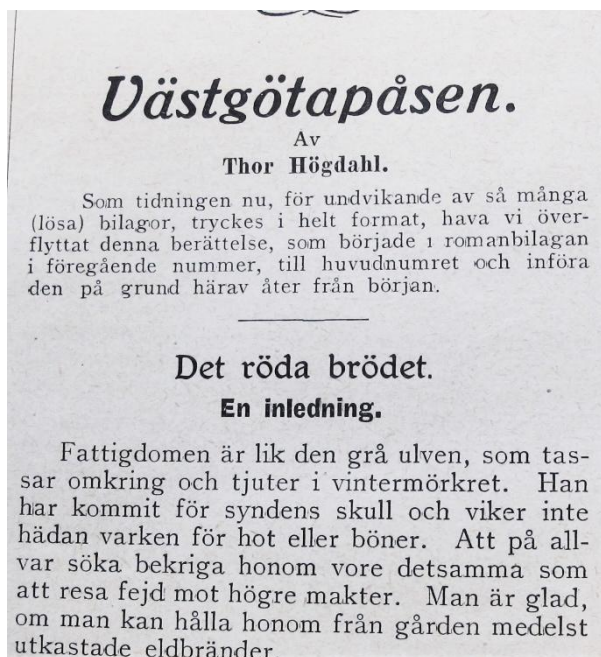 Västgötapåsen.
Av
Thor Högdahl.
Som tidningen nu, för undvikande av så många
(lösa) bilagor, tryckes i helt format, hava vi över-
flyttat denna berättelse, som började i romanbilagan
i föregående nummer, till huvudnumret och införa
den på grund härav åter från början.
Det röda brödet.
En inledning.
Fattigdomen är lik den grå ulven, som tas-
sar omkring och tjuter i vintermörkret. Han
har kommit för syndens skull och viker inte
hädan varken för hot eller böner. Att på all-
var söka bekriga honom vore detsamma som
att resa fejd mot högre makter. Man är glad,
om man kan hålla honom från gården medelst
utkastade eldbränder